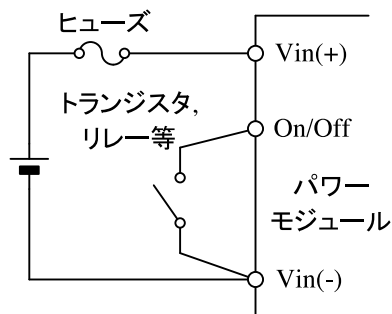 ヒューズ
Vin(+)
トランジスタ,
リレー等
On/Off
パワー
モジュール
Vin(-)